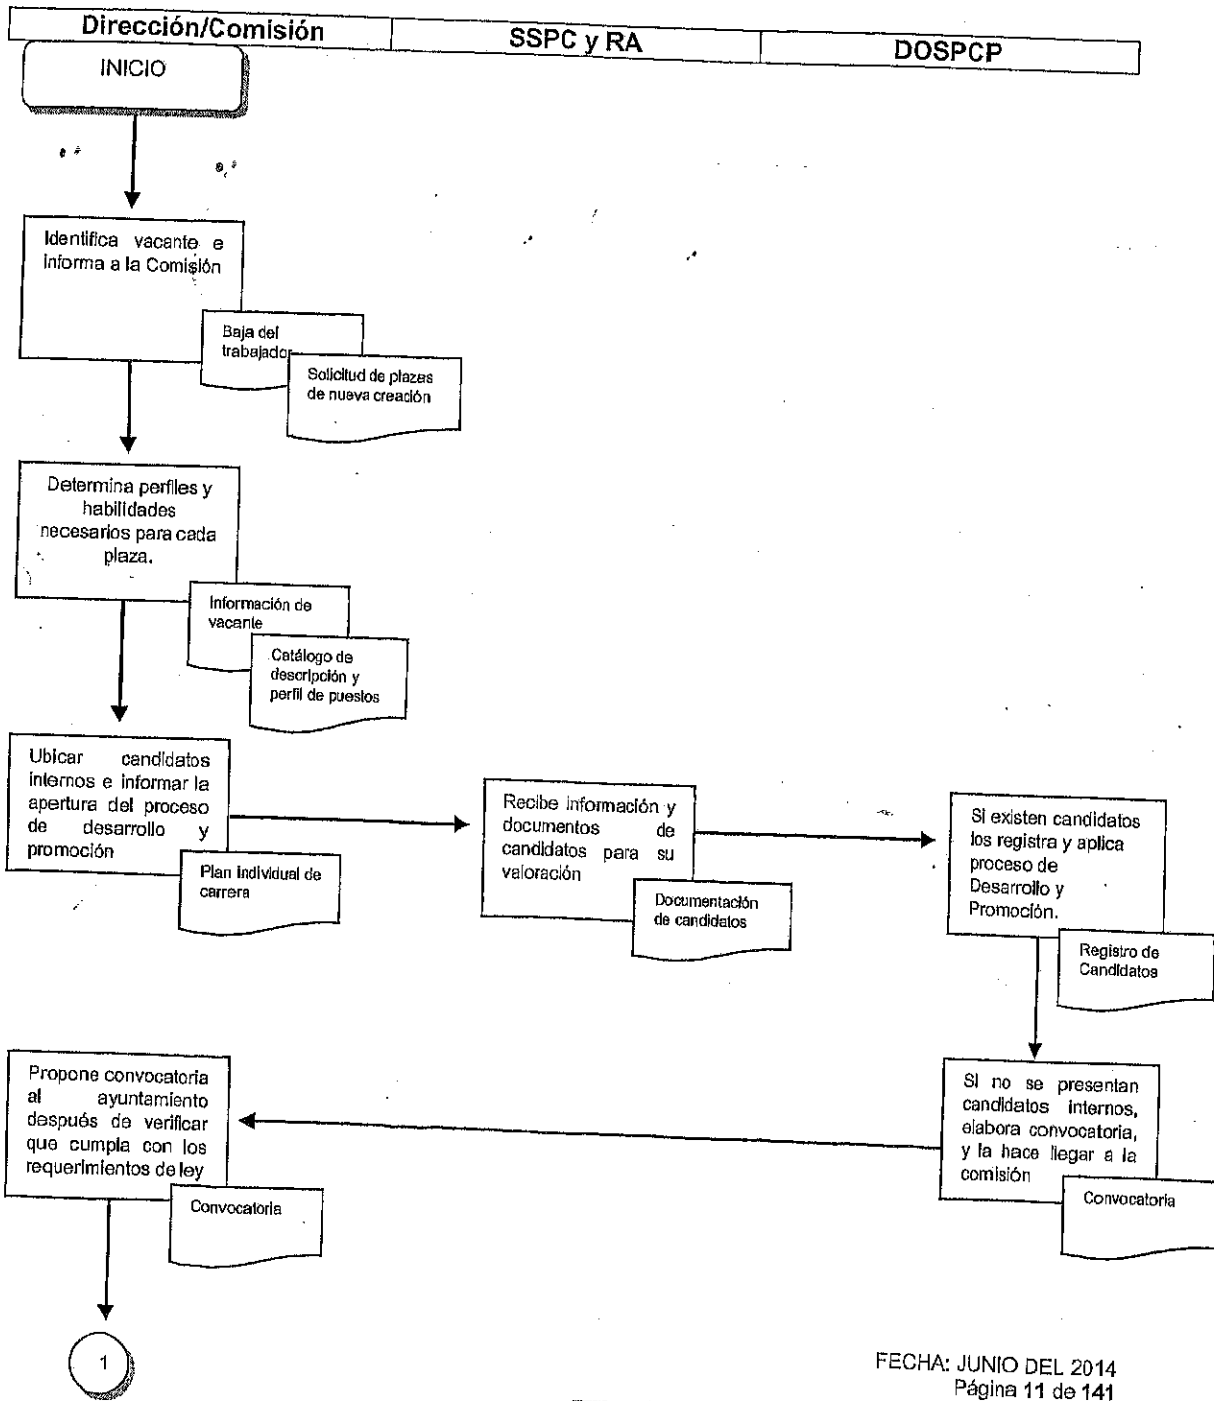 Dirección/Comisión
SSPC y RA
DOSPCP
INICIO
Identifica vacante e
informa a la Comisión
Baja del
trabajador
Solicitud de plazas
de nueva creación
Determina perfiles y
habilidades
necesarios para cada
plaza.
Información de
vacante
Catálogo de
descripción y
perfil de puestos
Ubicar candidatos
internos e informar la
apertura del proceso
de desarrollo y
promoción
Plan individual de
carrera
Recibe información y
documentos de
candidatos para su
valoración
Documentación
de candidatos
Si existen candidatos
los registra y aplica
proceso de
Desarrollo y
Promoción.
Registro de
Candidatos
Si no se presentan
candidatos internos,
elabora convocatoria,
y la hace llegar a la
comisión
Convocatoria
Propone convocatoria
al ayuntamiento
después de verificar
que cumpla con los
requerimientos de ley
Convocatoria
1
FECHA: JUNIO DEL 2014
Página 11 de 141